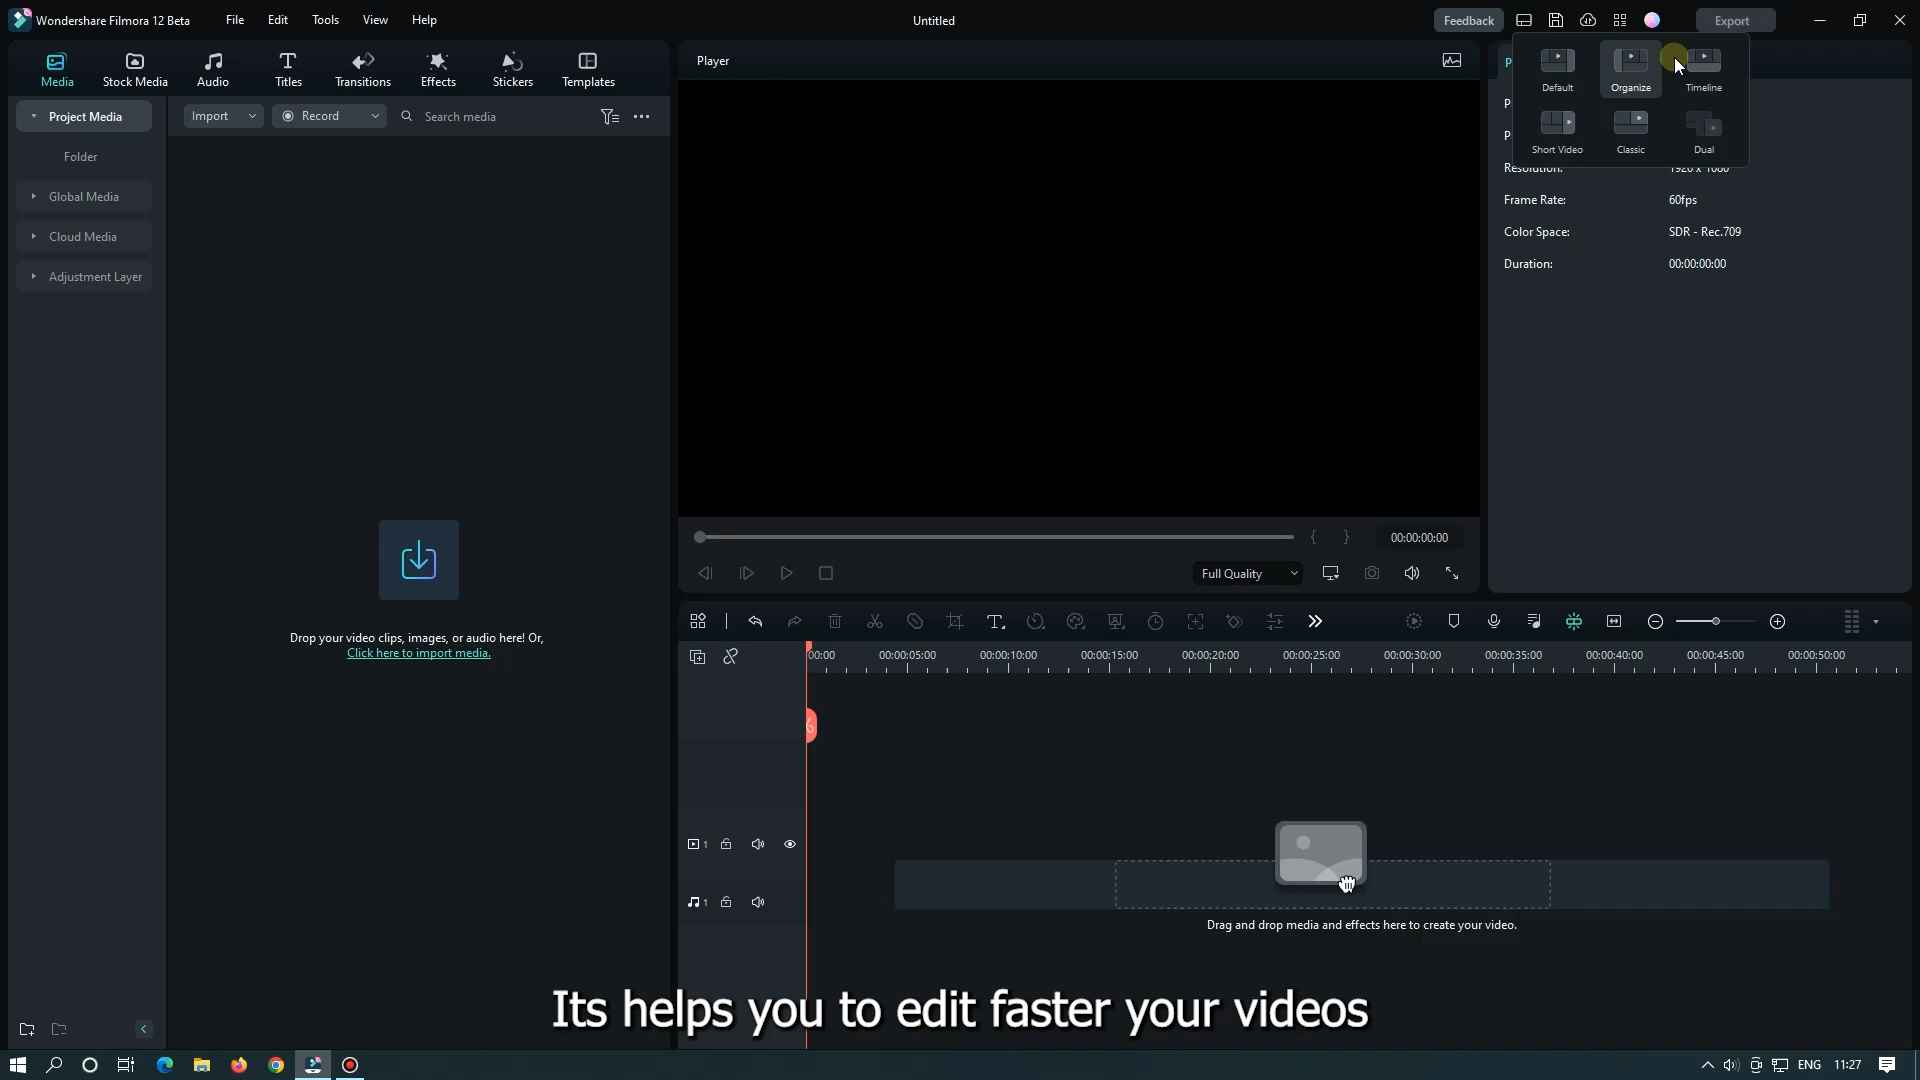 Wondershare Filmora 12 Beta
File
Edit
Tools
View
Help
Untitled
Feedback
Export
Media
Stock Media
Audio
Titles
Transitions
Effects
Stickers
Templates
Player
Default
Organize
Timeline
Short Video
Classic
Dual
Project Media
Folder
Global Media
Cloud Media
Adjustment Layer
Import
Record
Search media
Resolution: 1920 x 1080
Frame Rate: 60fps
Color Space: SDR - Rec.709
Duration: 00:00:00:00
Drop your video clips, images, or audio here! Or,
Click here to import media.
00:00:00:00
Full Quality
00:00 00:00:05:00 00:00:10:00 00:00:15:00 00:00:20:00 00:00:25:00 00:00:30:00 00:00:35:00 00:00:40:00 00:00:45:00 00:00:50:00
1
1
Drag and drop media and effects here to create your video.
Its helps you to edit faster your videos
ENG 11:27